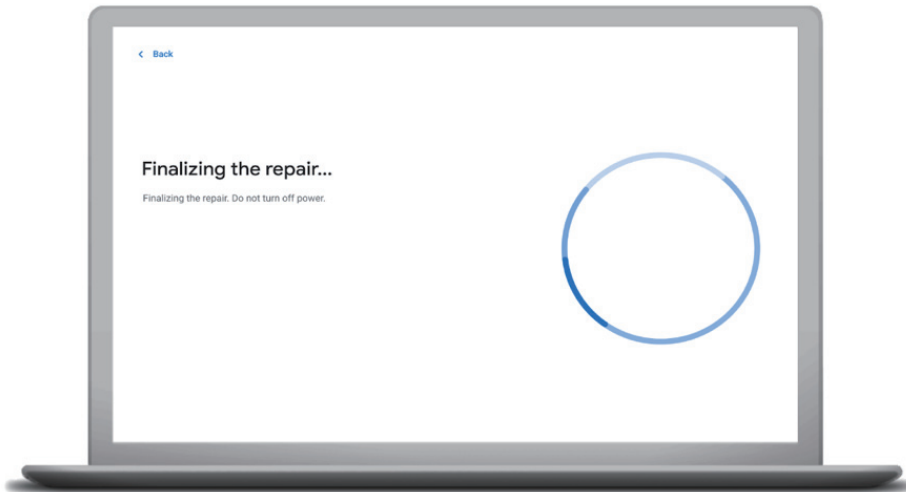 Back
Finalizing the repair...
Finalizing the repair. Do not turn off power.